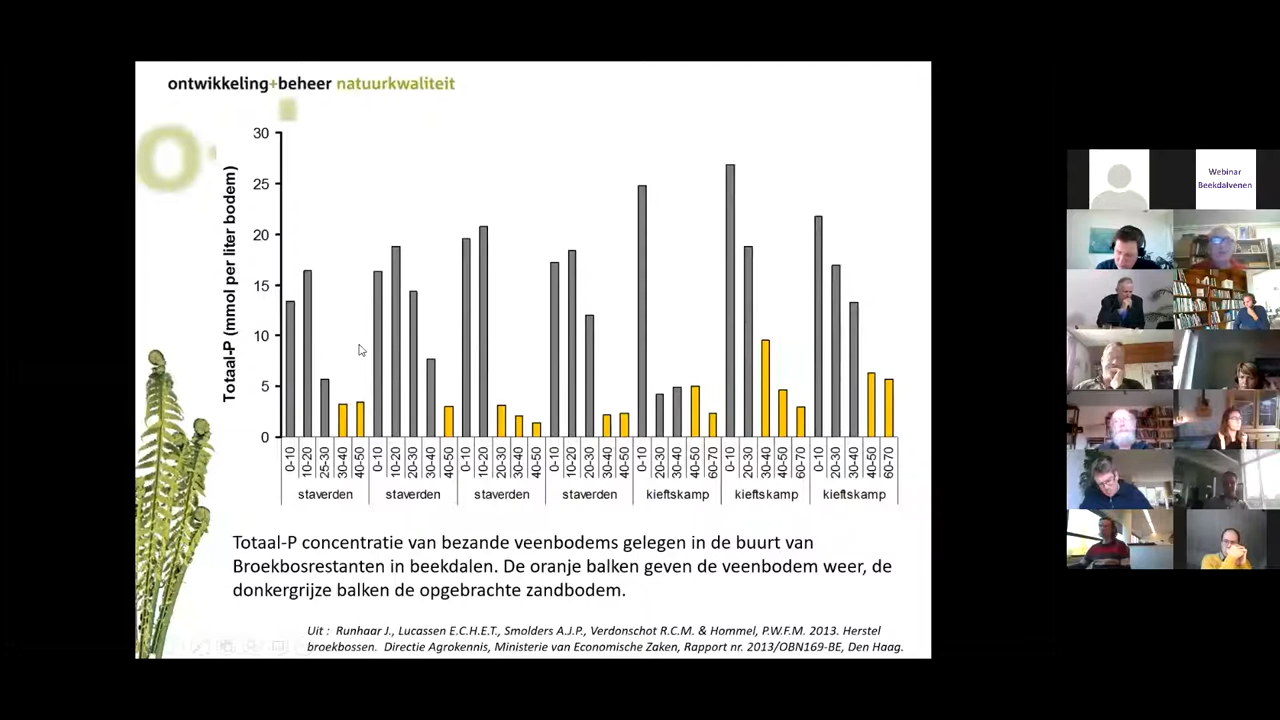 ontwikkeling+beheer natuurkwaliteit
Totaal-P (mmol per liter bodem)
30
25
20
15
10
5
0
0-10 10-20 25-30 30-40 40-50 0-10 10-20 20-30 30-40 40-50 0-10 10-20 20-30 30-40 40-50 0-10 10-20 20-30 30-40 40-50 0-10 20-30 30-40 40-50 60-70 0-10 20-30 30-40 40-50 60-70 0-10 20-30 30-40 40-50 60-70
staverden staverden staverden staverden kieftskamp kieftskamp kieftskamp
Totaal-P concentratie van bezande veenbodems gelegen in de buurt van
Broekbosrestanten in beekdalen. De oranje balken geven de veenbodem weer, de
donkergrijze balken de opgebrachte zandbodem.
Uit : Runhaar J., Lucassen E.C.H.E.T., Smolders A.J.P., Verdonschot R.C.M. & Hommel, P.W.F.M. 2013. Herstel
broekbossen. Directie Agrokennis, Ministerie van Economische Zaken, Rapport nr. 2013/OBN169-BE, Den Haag.
Webinar
Beekdalvenen